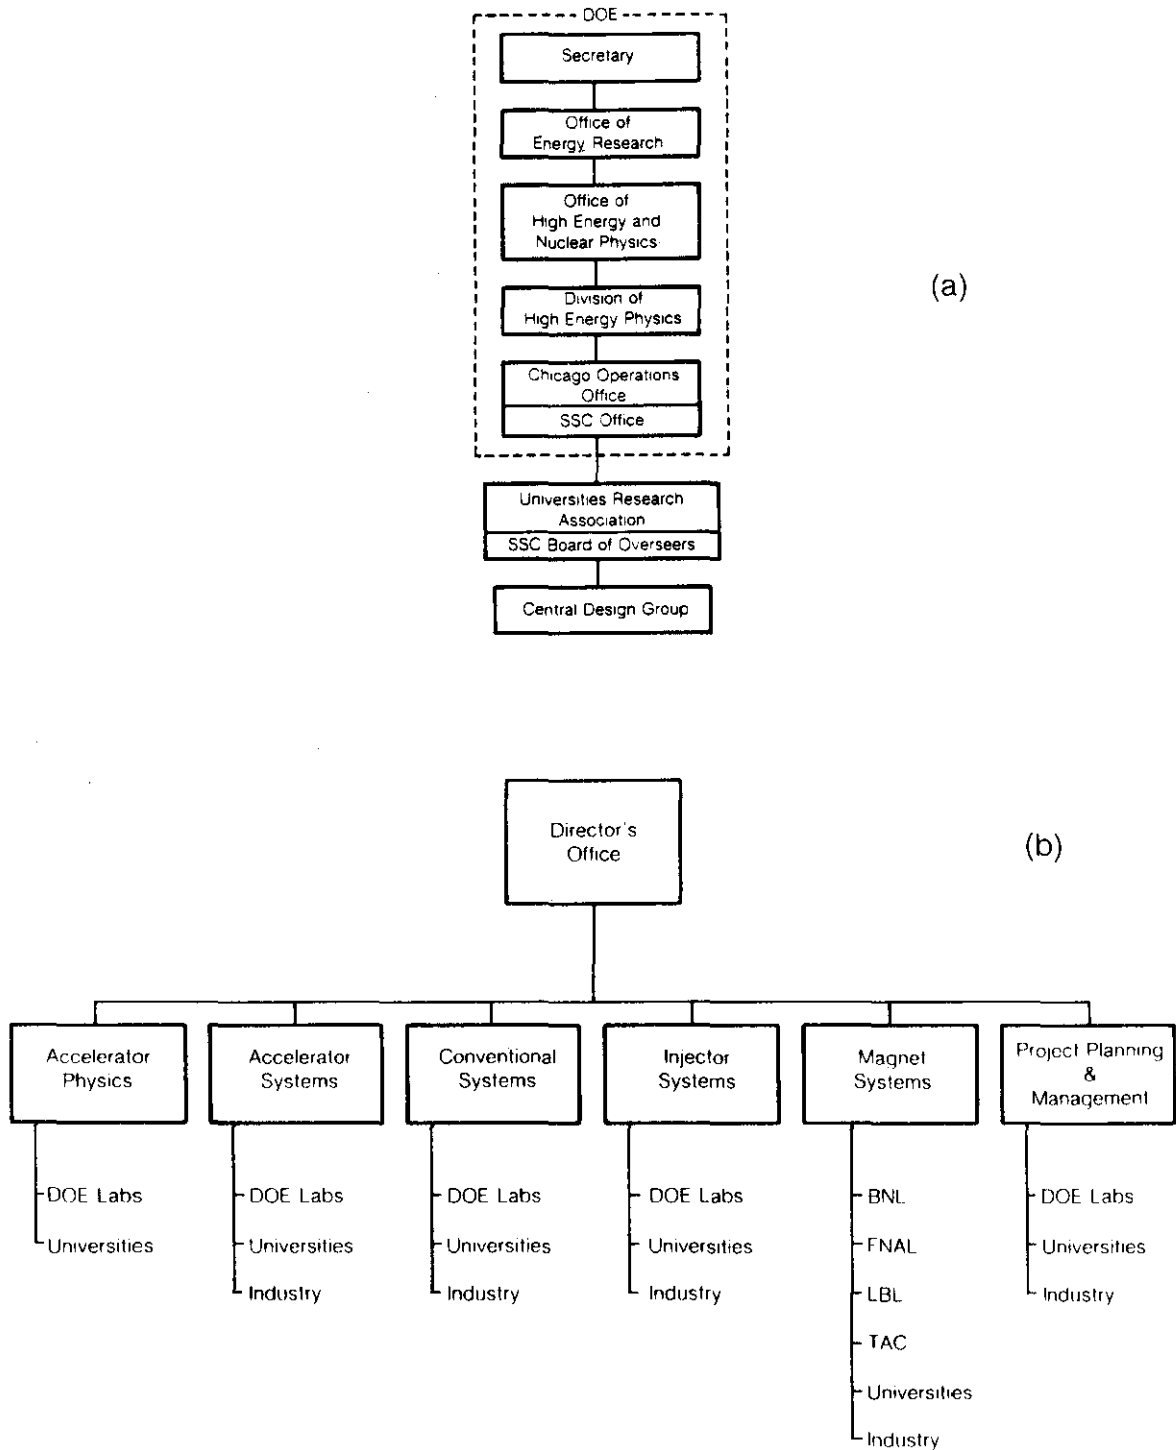 DOE
Secretary
Office of
Energy Research
Office of
High Energy and
Nuclear Physics
Division of
High Energy Physics
(a)
Chicago Operations
Office
SSC Office
Universities Research
Association
SSC Board of Overseers
Central Design Group
Director's
Office
(b)
Accelerator
Physics
DOE Labs
Universities
Accelerator
Systems
DOE Labs
Universities
Industry
Conventional
Systems
DOE Labs
Universities
Industry
Injector
Systems
DOE Labs
Universities
Industry
Magnet
Systems
BNL
FNAL
LBL
TAC
Universities
Industry
Project Planning
&
Management
DOE Labs
Universities
Industry